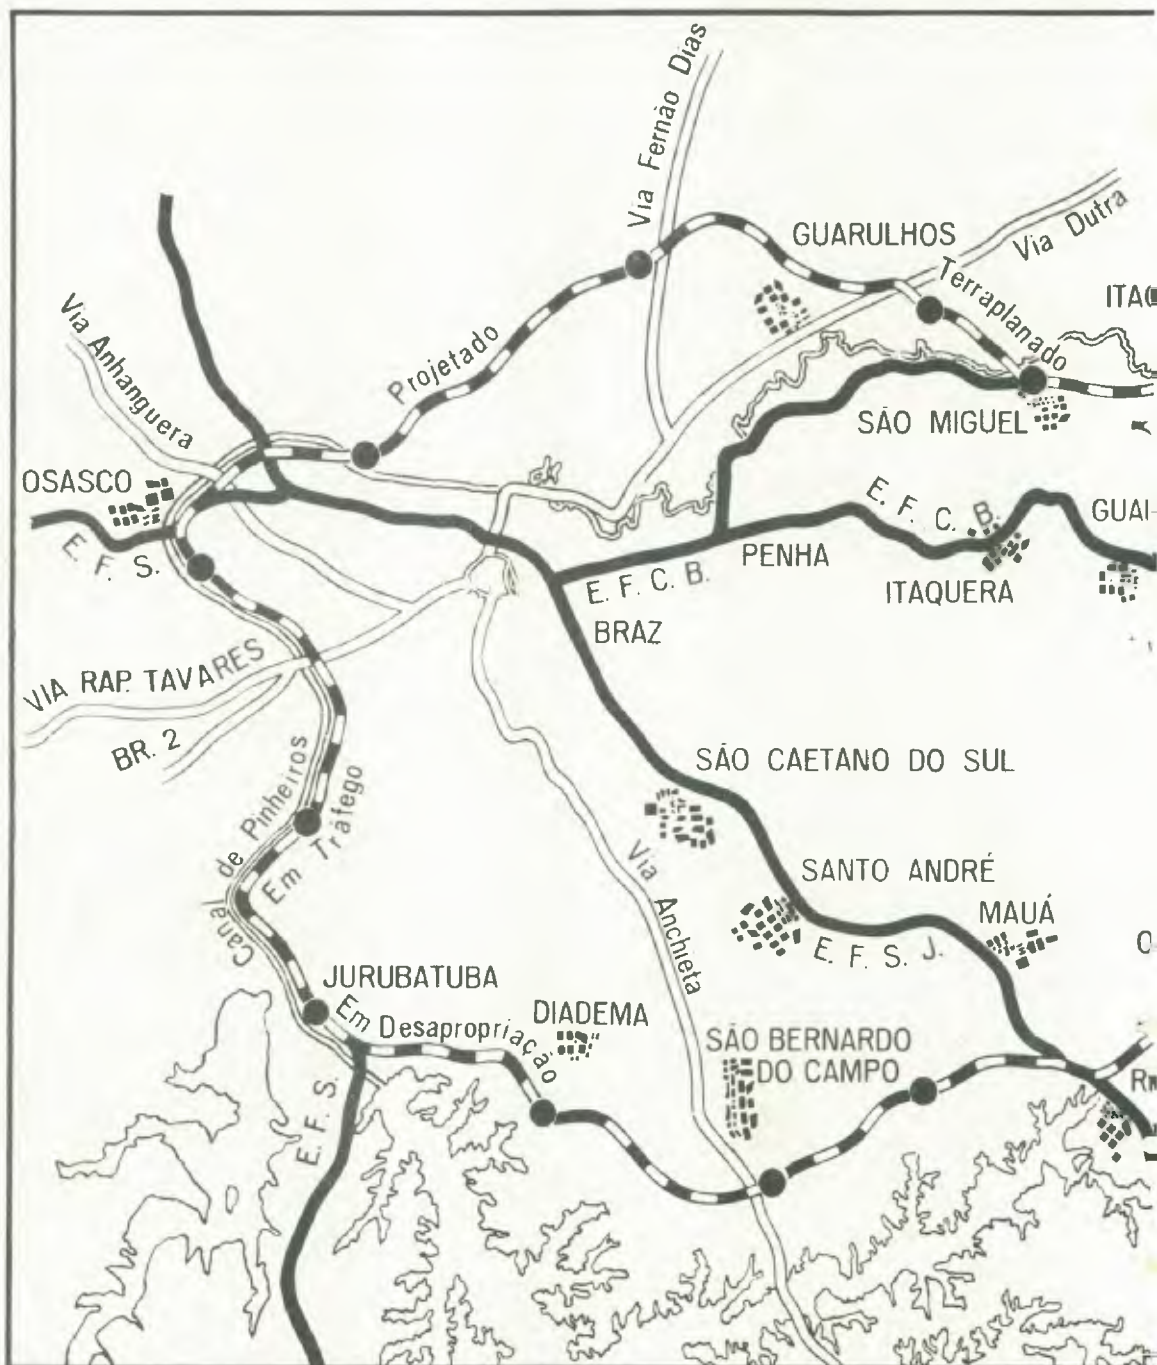 Via Fernão Dias
GUARULHOS
Via Dutra
Terraplanado
Via Anhanguera
Projetado
SÃO MIGUEL
OSASCO
E. F. S.
E. F. C. B.
PENHA
ITAQUERA
E. F. C. B.
BRAZ
VIA RAP. TAVARES
BR. 2
SÃO CAETANO DO SUL
Canal de Pinheiros
Em Tráfego
Via Anchieta
SANTO ANDRÉ
MAUÁ
E. F. S. J.
JURUBATUBA
Em Desapropriação
DIADEMA
SÃO BERNARDO
DO CAMPO
E. F. S.